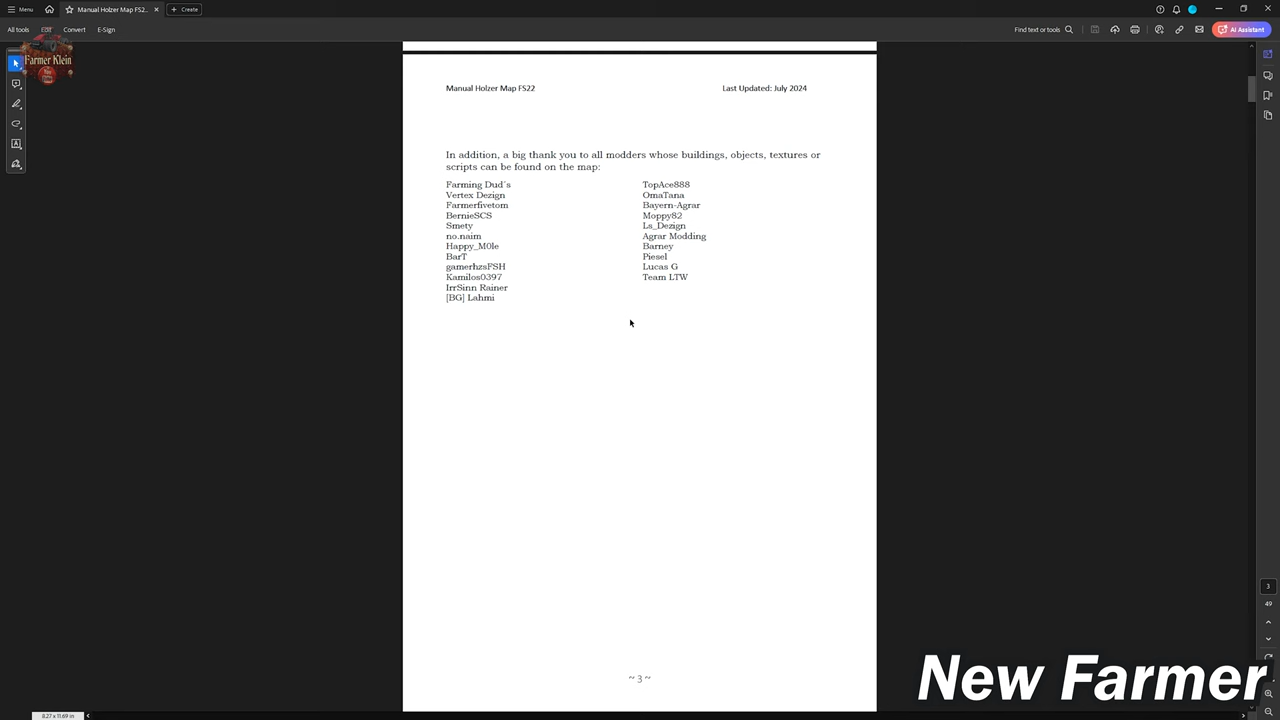 Menu
Manual Holzer Map FS2...
Create
All tools
Edit
Convert
E-Sign
Find text or tools
AI Assistant
Farmer Klein
Manual Holzer Map FS22
Last Updated: July 2024
In addition, a big thank you to all modders whose buildings, objects, textures or
scripts can be found on the map:
Farming Dud´s
Vertex Dezign
Farmerfivetom
BernieSCS
Smety
no.naim
Happy_M0le
BarT
gamerhzsFSH
Kamilos0397
IrrSinn Rainer
[BG] Lahmi
TopAce888
OmaTana
Bayern-Agrar
Moppy82
Ls_Dezign
Agrar Modding
Barney
Piesel
Lucas G
Team LTW
~ 3 ~
3
49
8.27 x 11.69 in
New Farmer